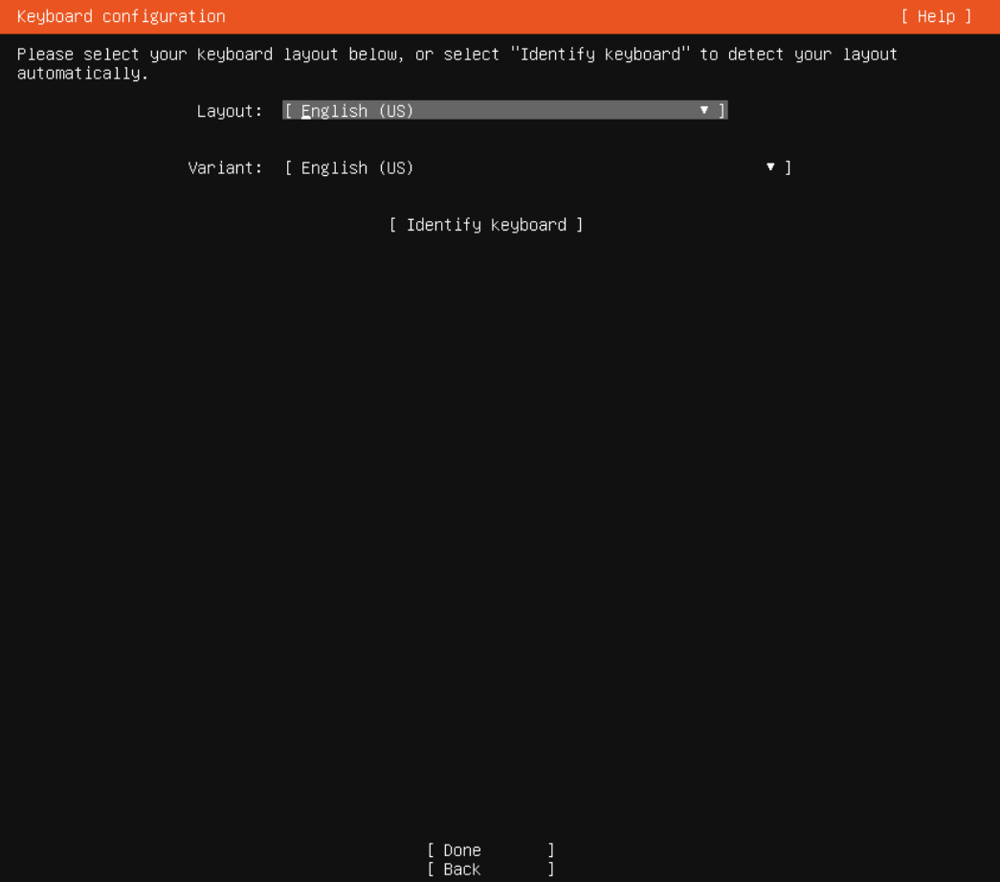 Keyboard configuration [ Help ]
Please select your keyboard layout below, or select "Identify keyboard" to detect your layout
automatically.
Layout: [ English (US) ▼ ]
Variant: [ English (US) ▼ ]
[ Identify keyboard ]
[ Done ]
[ Back ]